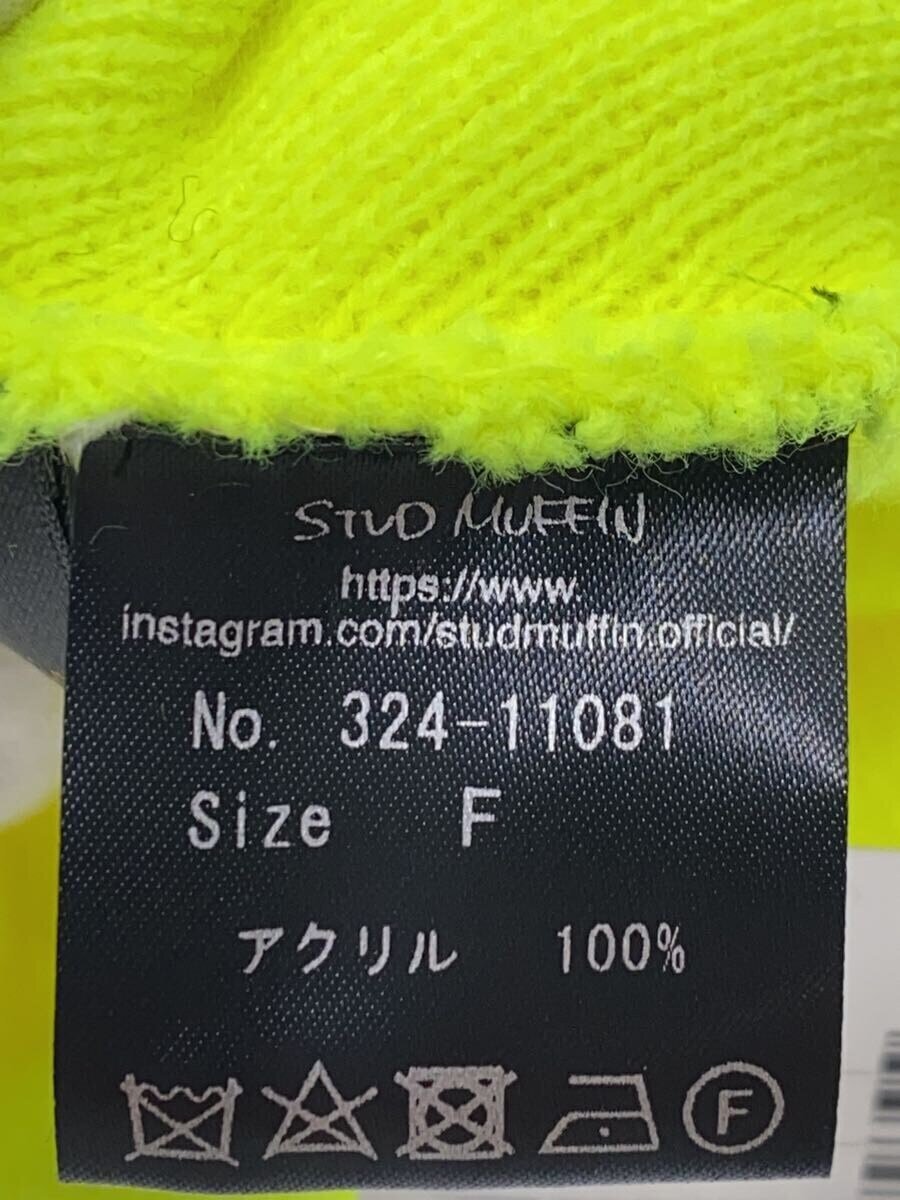 STUD MUFFIN
https://www.
instagram.com/studmuffin.official/
No. 324-11081
Size F
アクリル 100%
F